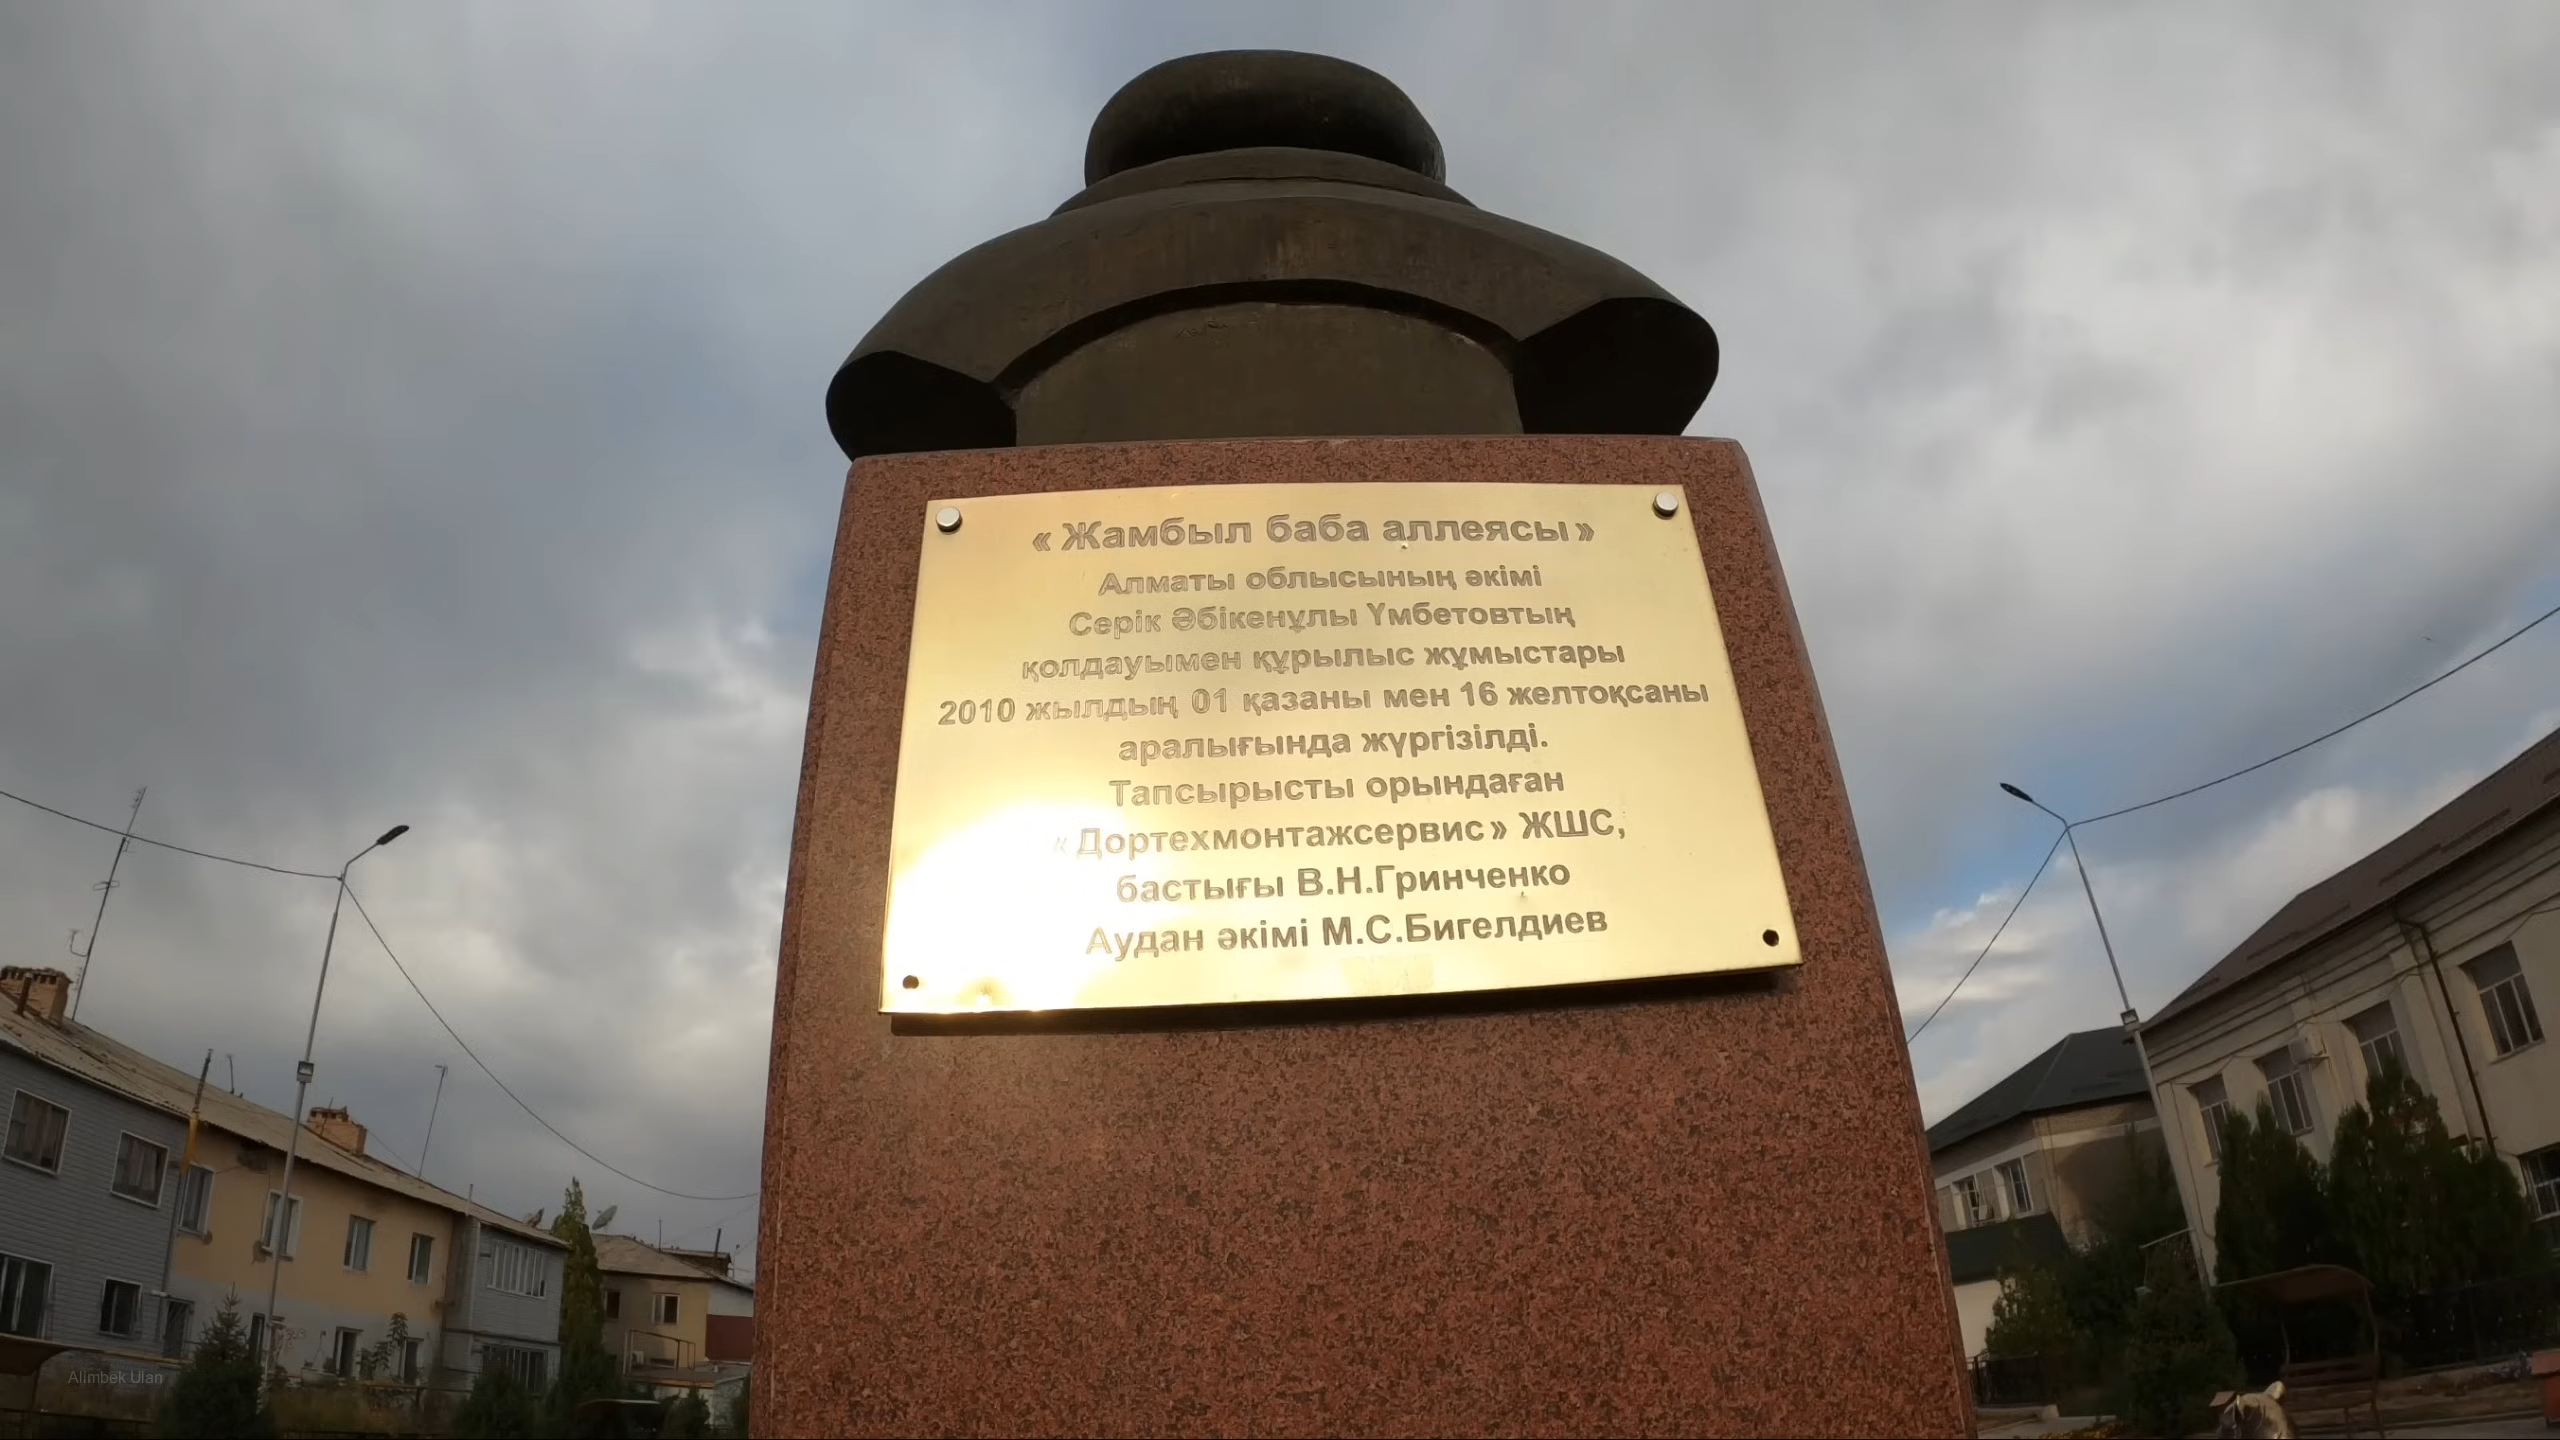 « Жамбыл баба аллеясы»
Алматы облысының әкімі
Серік Әбікенұлы Үмбетовтың
қолдауымен құрылыс жұмыстары
2010 жылдың 01 қазаны мен 16 желтоқсаны
аралығында жүргізілді.
Тапсырысты орындаған
«Дортехмонтажсервис» ЖШС,
бастығы В.Н.Гринченко
Аудан әкімі М.С.Бигелдиев
Alimbek Ulan